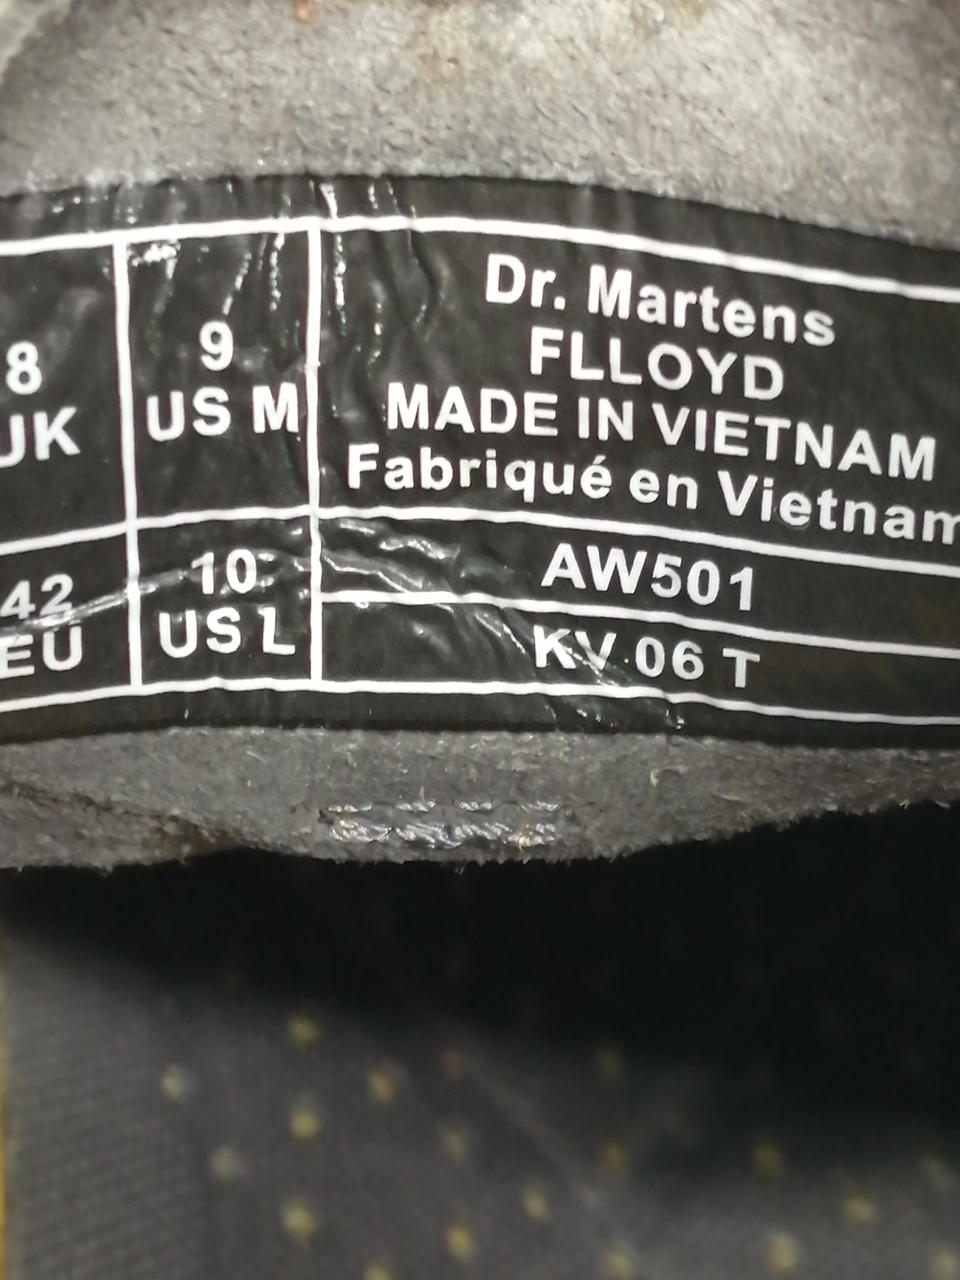 8
UK
9
US M
Dr. Martens
FLLOYD
MADE IN VIETNAM
Fabriqué en Vietnam
42
EU
10
US L
AW501
KV 06 T